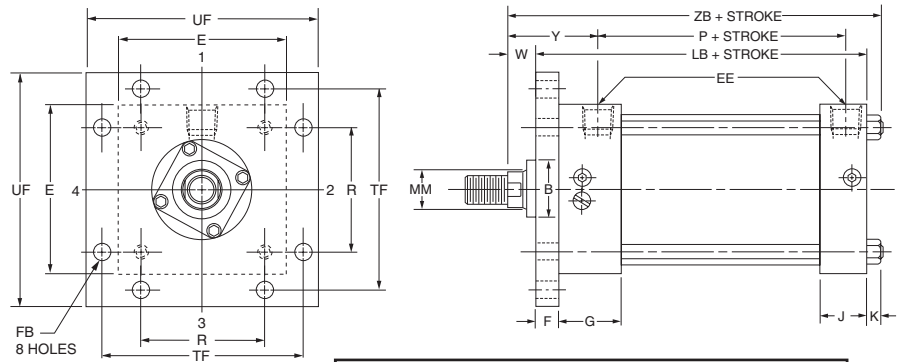 UF
E
1
UF
E
4
2
R
TF
3
R
TF
FB
8 HOLES
ZB + STROKE
Y
P + STROKE
W
LB + STROKE
EE
MM
B
F
G
J
K